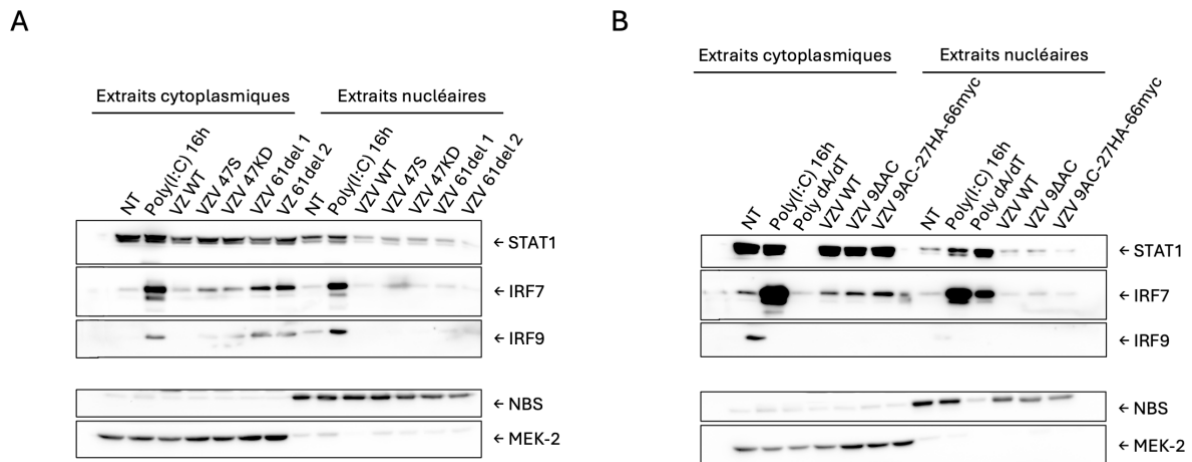 A
Extraits cytoplasmiques
Extraits nucléaires
NT
Poly(I:C) 16h
VZ WT
VZV 47S
VZV 47KD
VZV 61del 1
VZ 61del 2
NT
Poly(I:C) 16h
VZV WT
VZV 47S
VZV 47KD
VZV 61del 1
VZV 61del 2
← STAT1
← IRF7
← IRF9
← NBS
← MEK-2
B
Extraits cytoplasmiques
Extraits nucléaires
NT
Poly(I:C) 16h
Poly dA/dT
VZV WT
VZV 9ΔAC
VZV 9AC-27HA-66myc
NT
Poly(I:C) 16h
Poly dA/dT
VZV WT
VZV 9ΔAC
VZV 9AC-27HA-66myc
← STAT1
← IRF7
← IRF9
← NBS
← MEK-2